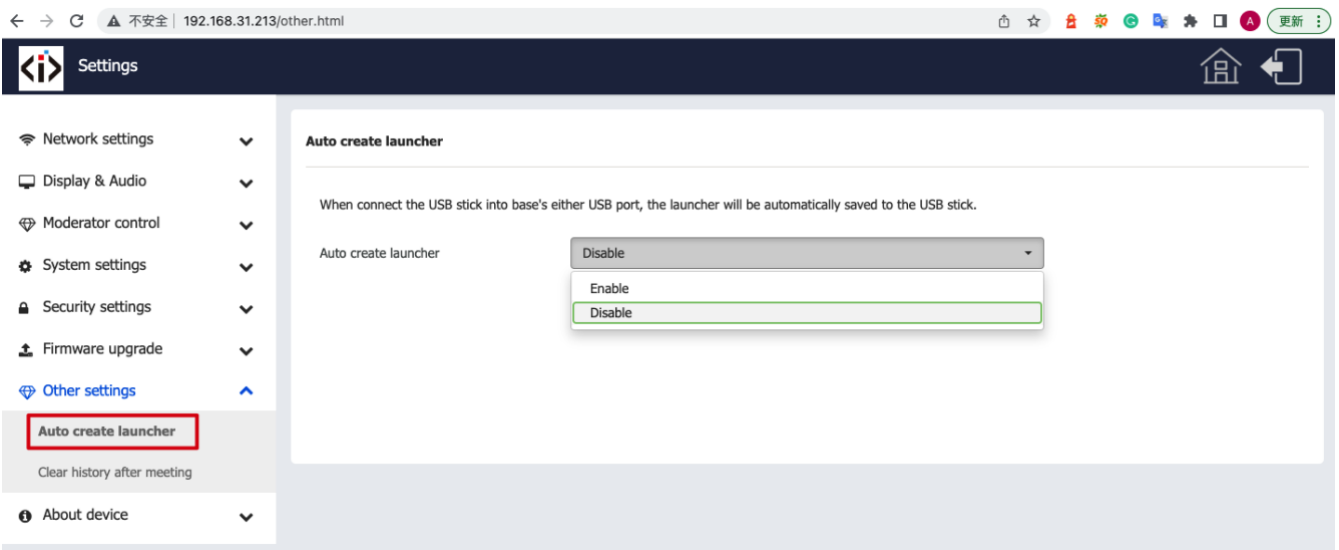 不安全 192.168.31.213/other.html A 更新
<i> Settings
Network settings
Display & Audio
Moderator control
System settings
Security settings
Firmware upgrade
Other settings
Auto create launcher
Clear history after meeting
About device
Auto create launcher
When connect the USB stick into base's either USB port, the launcher will be automatically saved to the USB stick.
Auto create launcher Disable
Enable
Disable